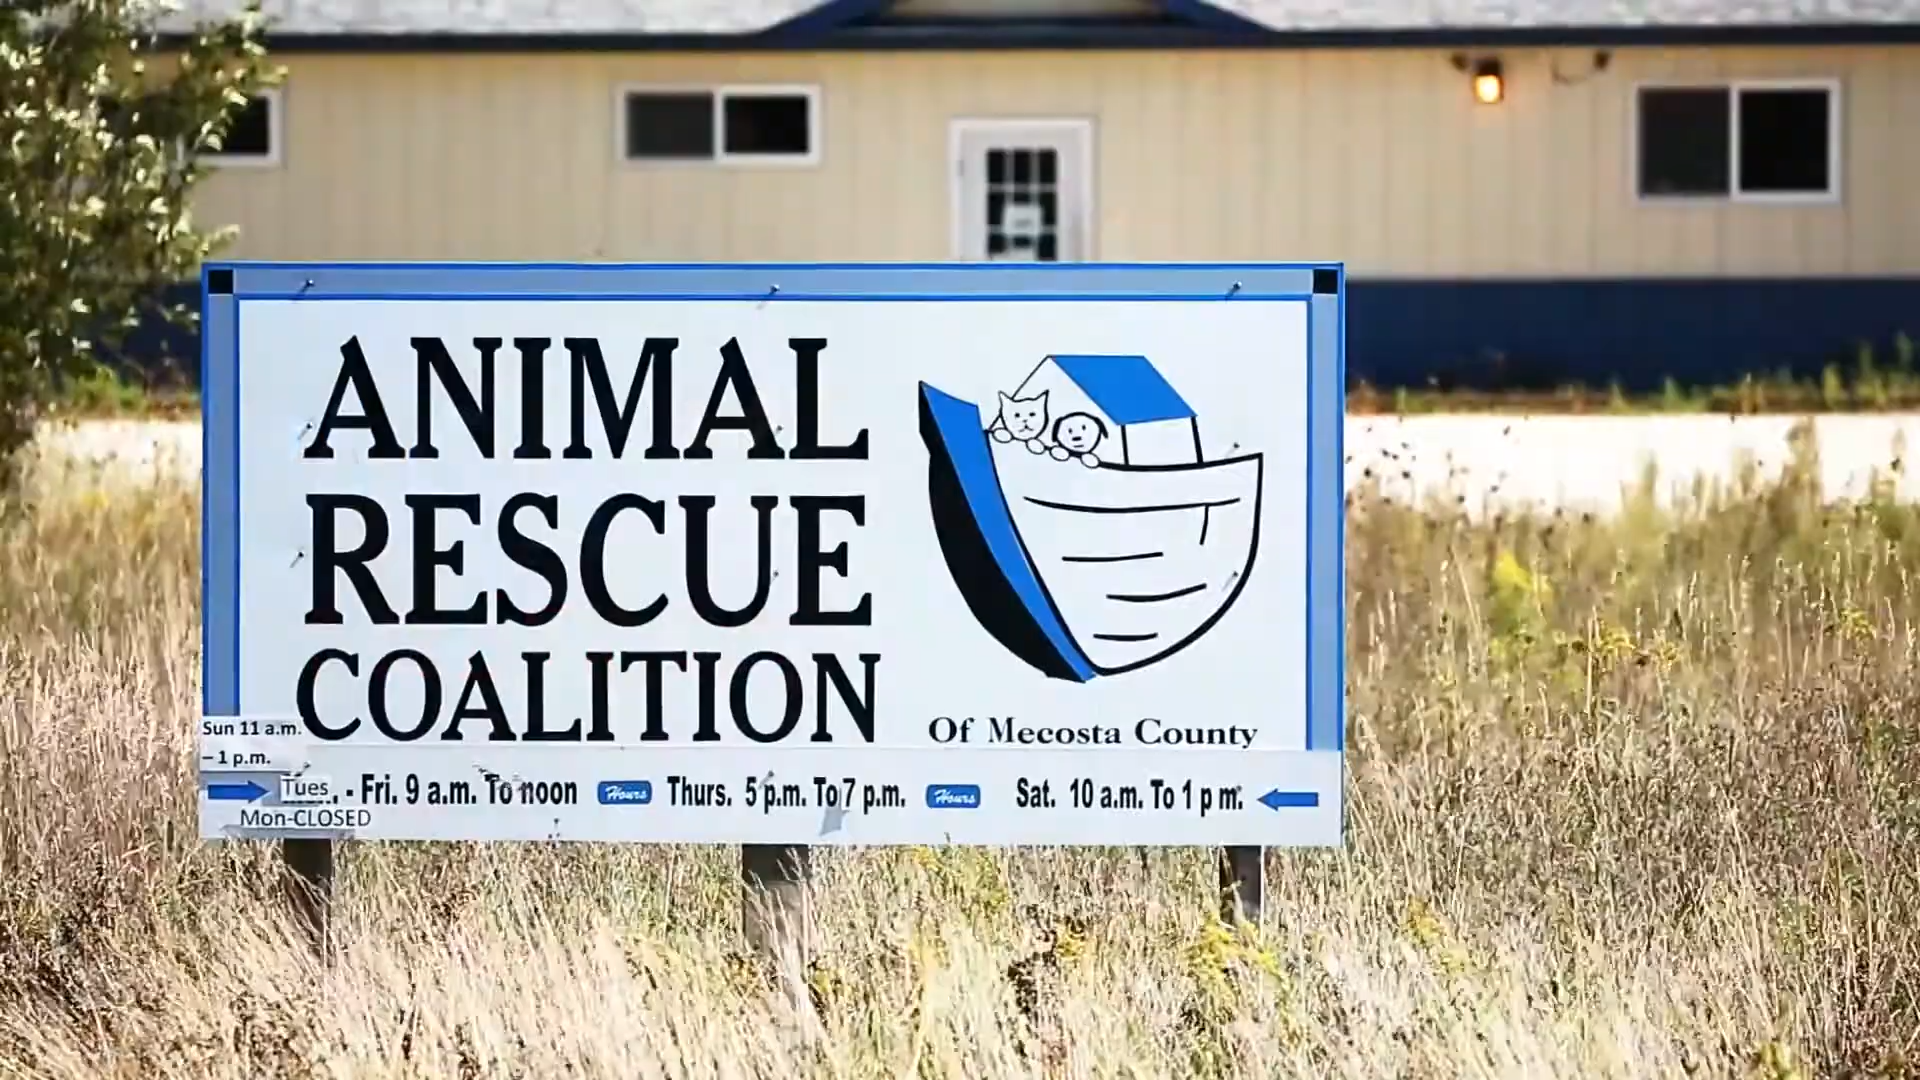 ANIMAL
RESCUE
COALITION
Of Mecosta County
Sun 11 a.m.
– 1 p.m.
Tues - Fri. 9 a.m. To noon Hours Thurs. 5 p.m. To 7 p.m. Hours Sat. 10 a.m. To 1 p m.
Mon-CLOSED